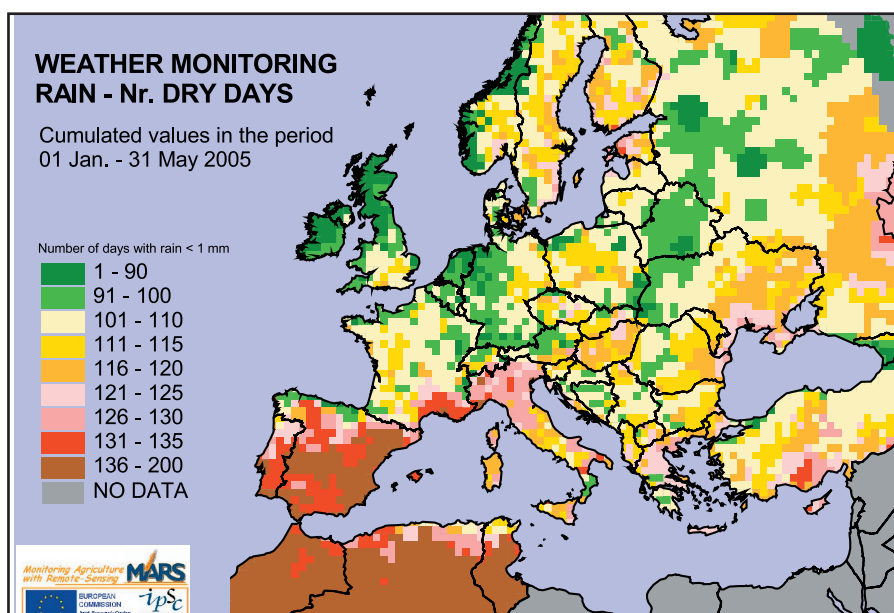 WEATHER MONITORING
RAIN - Nr. DRY DAYS
Cumulated values in the period
01 Jan. - 31 May 2005
Number of days with rain < 1 mm
1 - 90
91 - 100
101 - 110
111 - 115
116 - 120
121 - 125
126 - 130
131 - 135
136 - 200
NO DATA
Monitoring Agriculture
with Remote-Sensing
MARS
EUROPEAN
COMMISSION
ipsc